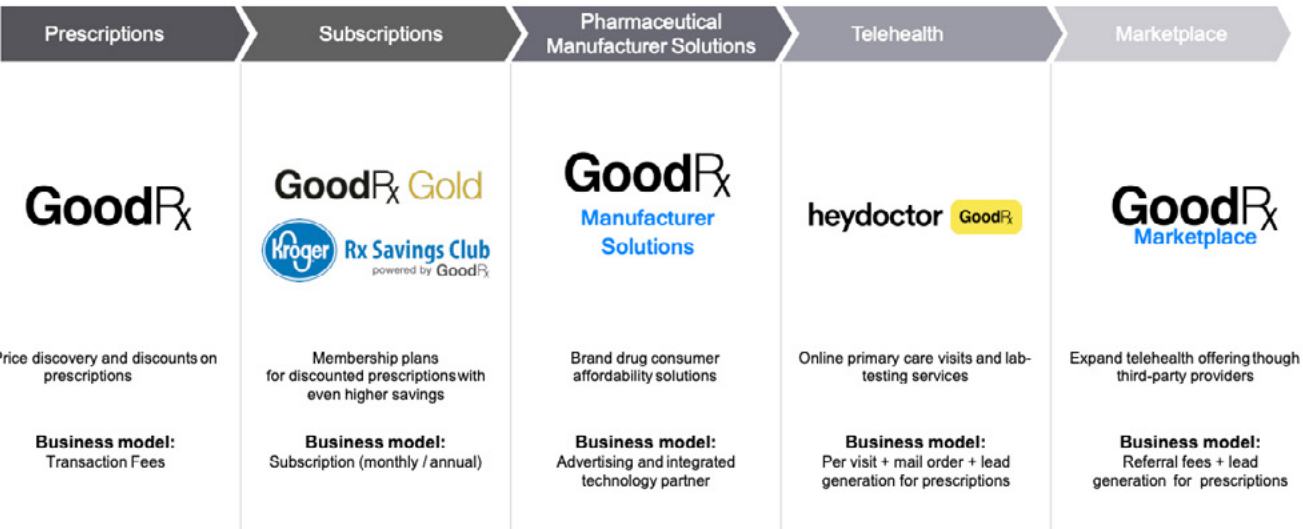 Prescriptions
Subscriptions
Pharmaceutical
Manufacturer Solutions
Telehealth
Marketplace
GoodRx
GoodRx Gold
Kroger Rx Savings Club
powered by GoodRx
GoodRx
Manufacturer
Solutions
heydoctor GoodRx
GoodRx
Marketplace
Price discovery and discounts on
prescriptions
Business model:
Transaction Fees
Membership plans
for discounted prescriptions with
even higher savings
Business model:
Subscription (monthly / annual)
Brand drug consumer
affordability solutions
Business model:
Advertising and integrated
technology partner
Online primary care visits and lab-
testing services
Business model:
Per visit + mail order + lead
generation for prescriptions
Expand telehealth offering though
third-party providers
Business model:
Referral fees + lead
generation for prescriptions